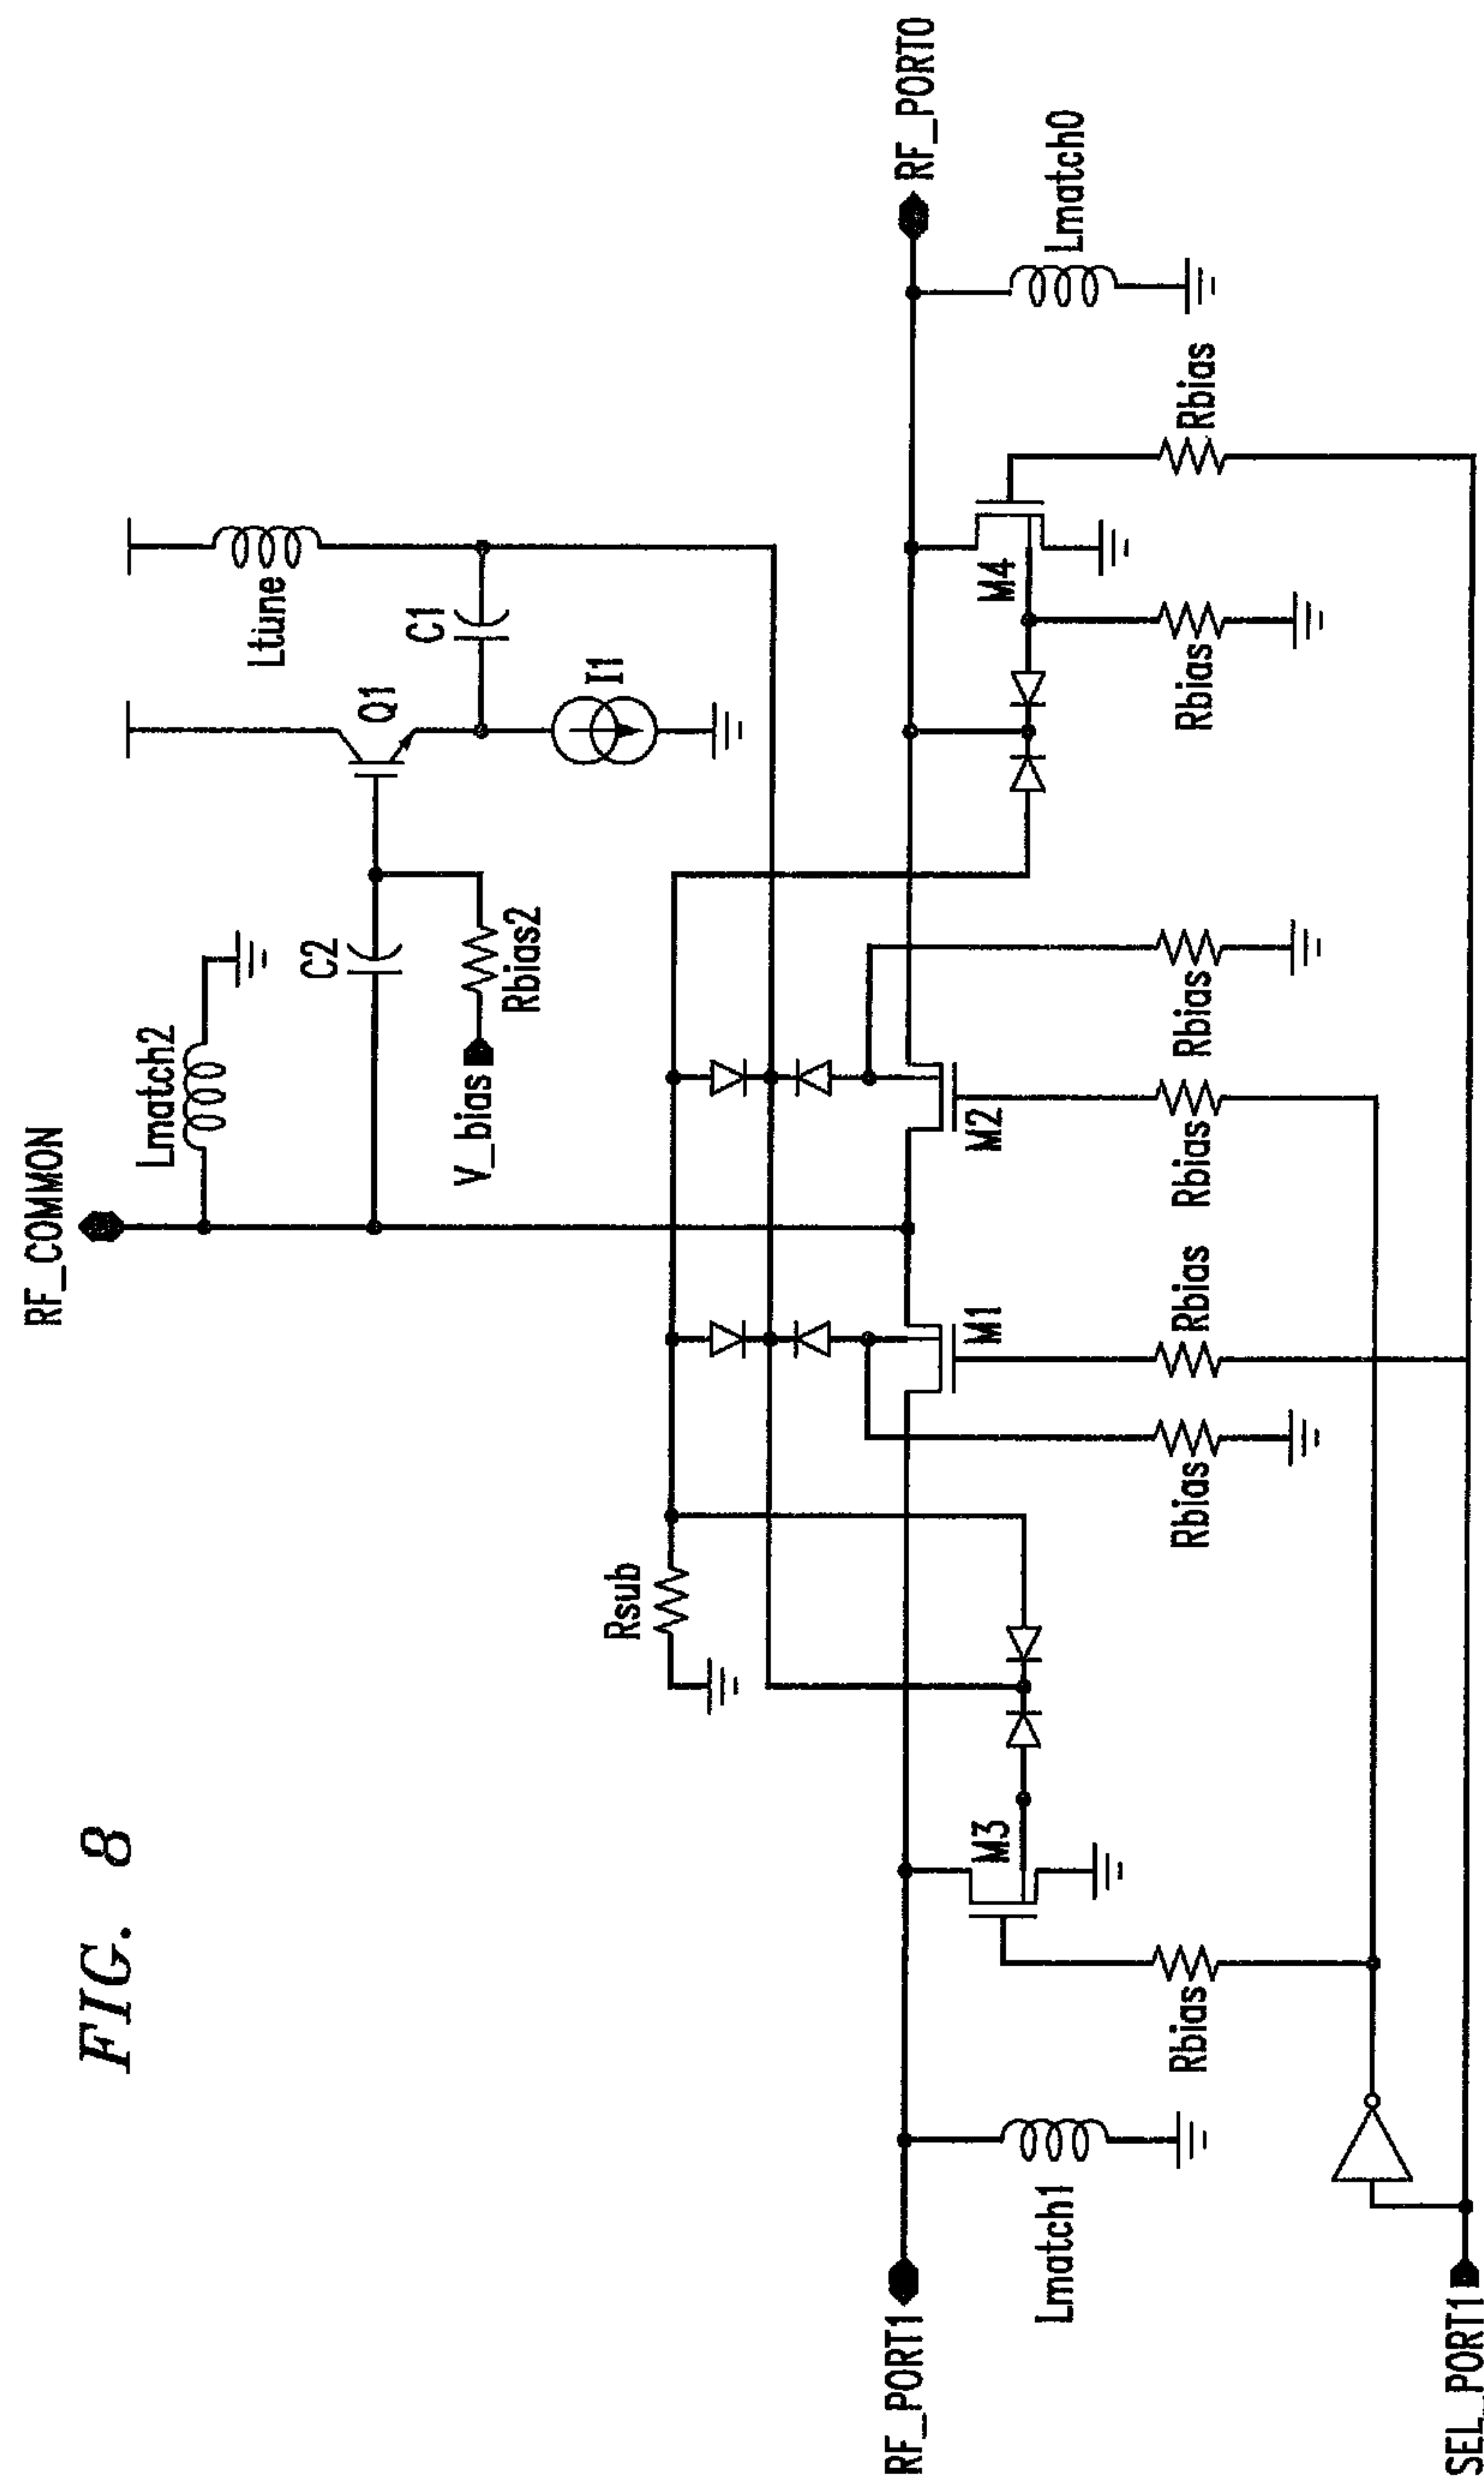 FIG. 8
RF_COMMON
Lmatch2
C2
V_bias
Rbias2
Q1
Ltune
C1
I1
Rsub
RF_PORT1
Lmatch1
M3
Rbias
Rbias
M1
Rbias
M2
Rbias
Rbias
M4
Rbias
Rbias
Lmatch0
RF_PORT0
SEL_PORT1